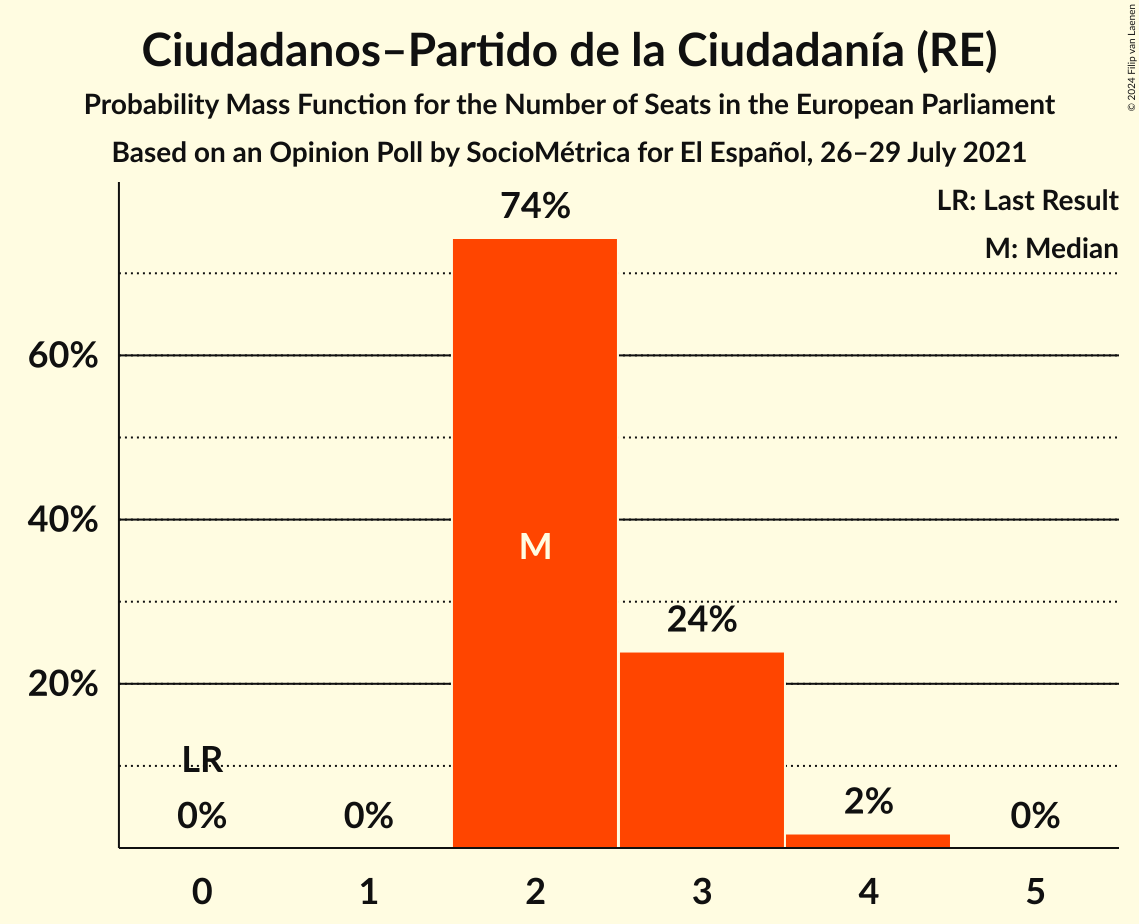 Ciudadanos–Partido de la Ciudadanía (RE)
Probability Mass Function for the Number of Seats in the European Parliament
Based on an Opinion Poll by SocioMétrica for El Español, 26–29 July 2021
© 2024 Filip van Laenen
LR: Last Result
M: Median
74%
60%
40%
M
24%
20%
LR
0%
0%
2%
0%
0
1
2
3
4
5